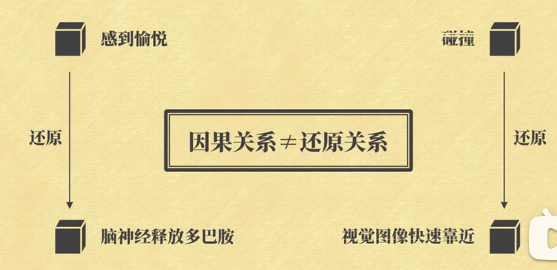 感到愉悦
碰撞
还原
因果关系≠还原关系
还原
脑神经释放多巴胺
视觉图像快速靠近